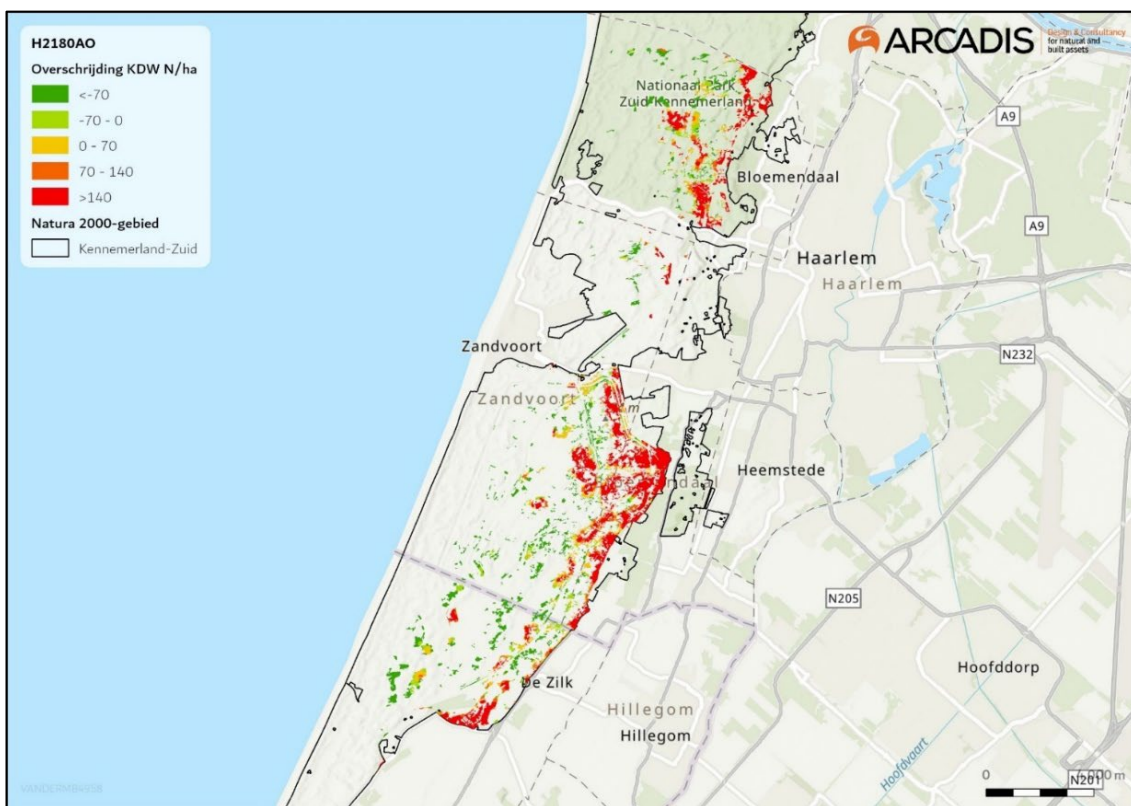 H2180AO
Overschrijding KDW N/ha
<-70
-70 - 0
0 - 70
70 - 140
>140
Natura 2000-gebied
Kennemerland-Zuid
ARCADIS
Design & Consultancy
for natural and
built assets
Nationaal Park
Zuid-Kennemerland
A9
Bloemendaal
A9
Haarlem
Haarlem
Zandvoort
N232
Zandvoort
Heemstede
N205
Hoofddorp
De Zilk
Hillegom
Hillegom
Hoofdvaart
0
N201